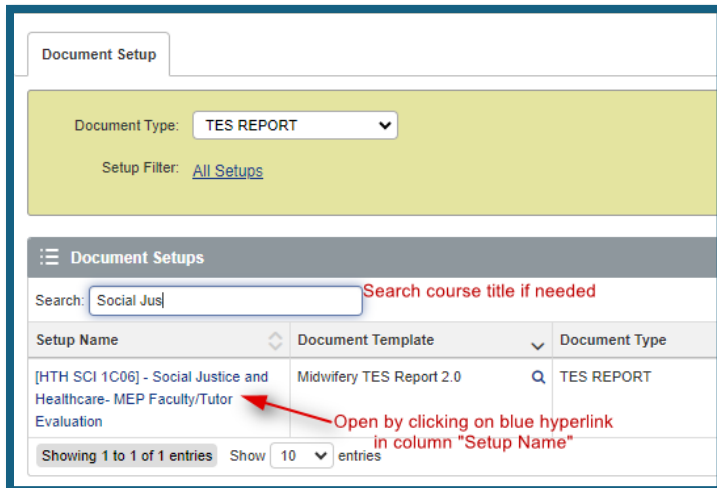 Document Setup
Document Type: TES REPORT
Setup Filter: All Setups
Document Setups
Search: Social Jus Search course title if needed
Setup Name Document Template Document Type
[HTH SCI 1C06] - Social Justice and Midwifery TES Report 2.0 TES REPORT
Healthcare- MEP Faculty/Tutor
Evaluation
Open by clicking on blue hyperlink
in column "Setup Name"
Showing 1 to 1 of 1 entries Show 10 entries